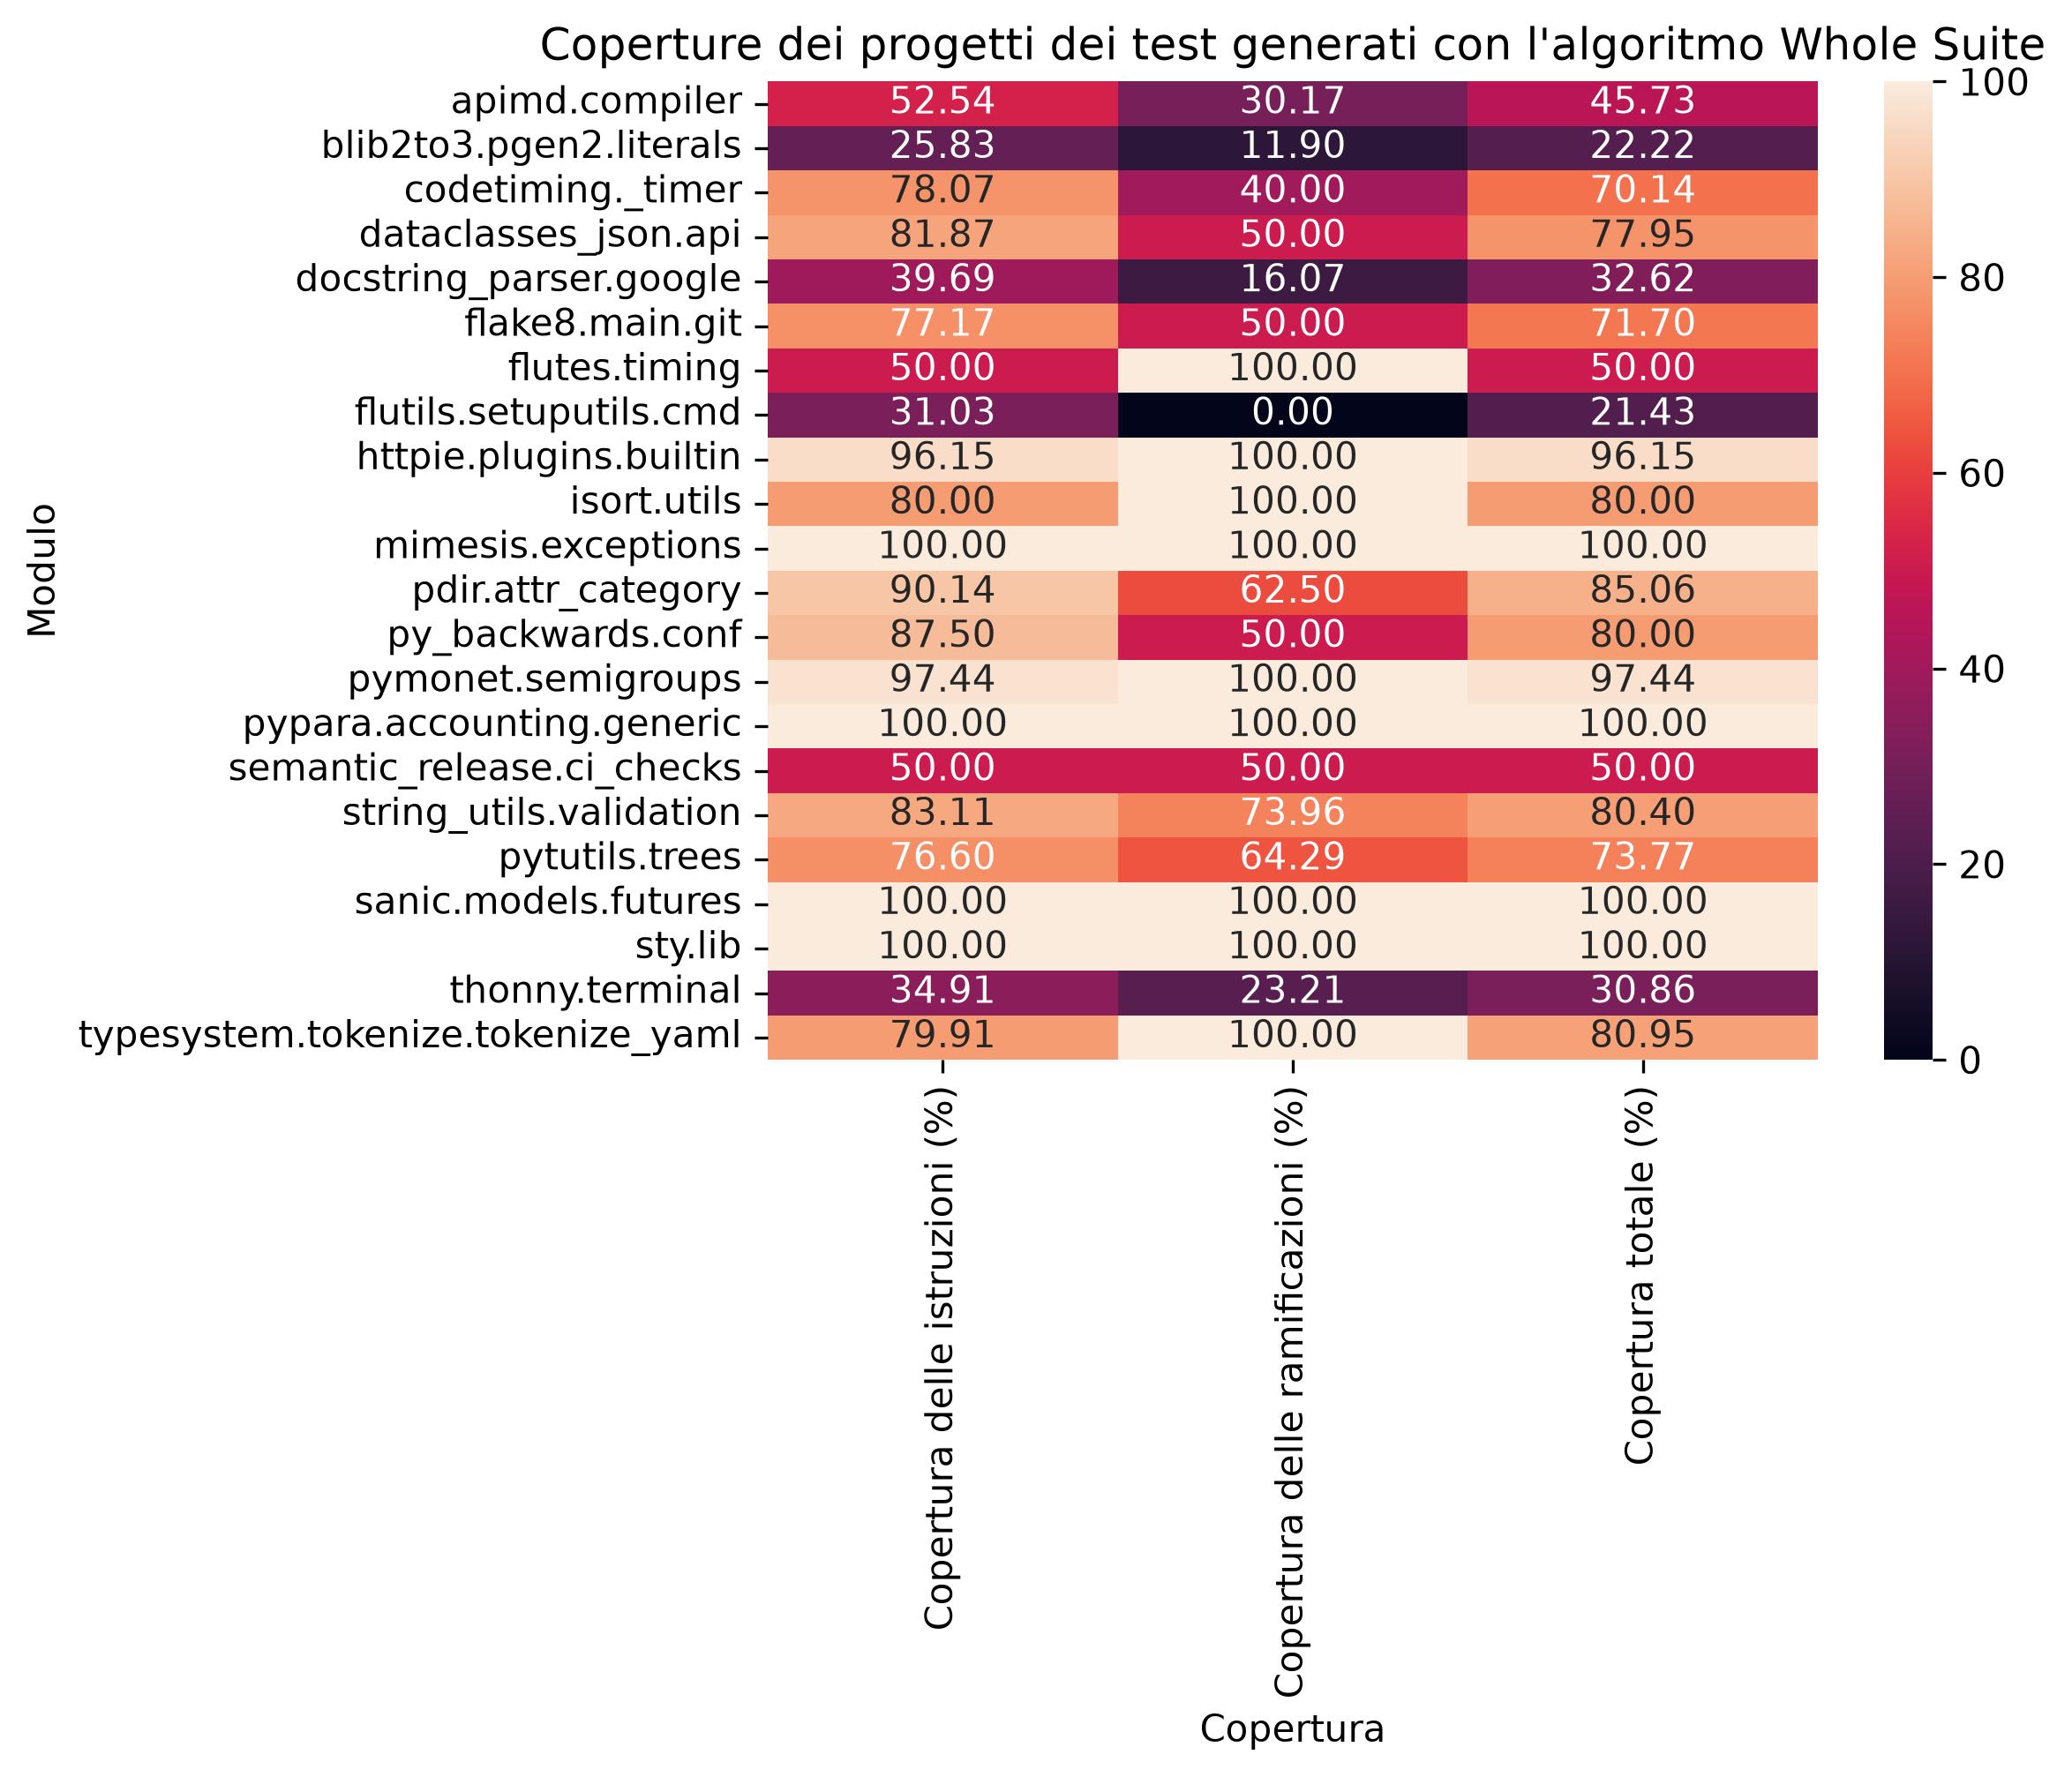 Coperture dei progetti dei test generati con l'algoritmo Whole Suite
Modulo
apimd.compiler 52.54 30.17 45.73
blib2to3.pgen2.literals 25.83 11.90 22.22
codetiming._timer 78.07 40.00 70.14
dataclasses_json.api 81.87 50.00 77.95
docstring_parser.google 39.69 16.07 32.62
flake8.main.git 77.17 50.00 71.70
flutes.timing 50.00 100.00 50.00
flutils.setuputils.cmd 31.03 0.00 21.43
httpie.plugins.builtin 96.15 100.00 96.15
isort.utils 80.00 100.00 80.00
mimesis.exceptions 100.00 100.00 100.00
pdir.attr_category 90.14 62.50 85.06
py_backwards.conf 87.50 50.00 80.00
pymonet.semigroups 97.44 100.00 97.44
pypara.accounting.generic 100.00 100.00 100.00
semantic_release.ci_checks 50.00 50.00 50.00
string_utils.validation 83.11 73.96 80.40
pytutils.trees 76.60 64.29 73.77
sanic.models.futures 100.00 100.00 100.00
sty.lib 100.00 100.00 100.00
thonny.terminal 34.91 23.21 30.86
typesystem.tokenize.tokenize_yaml 79.91 100.00 80.95
Copertura delle istruzioni (%)
Copertura delle ramificazioni (%)
Copertura totale (%)
Copertura
100
80
60
40
20
0